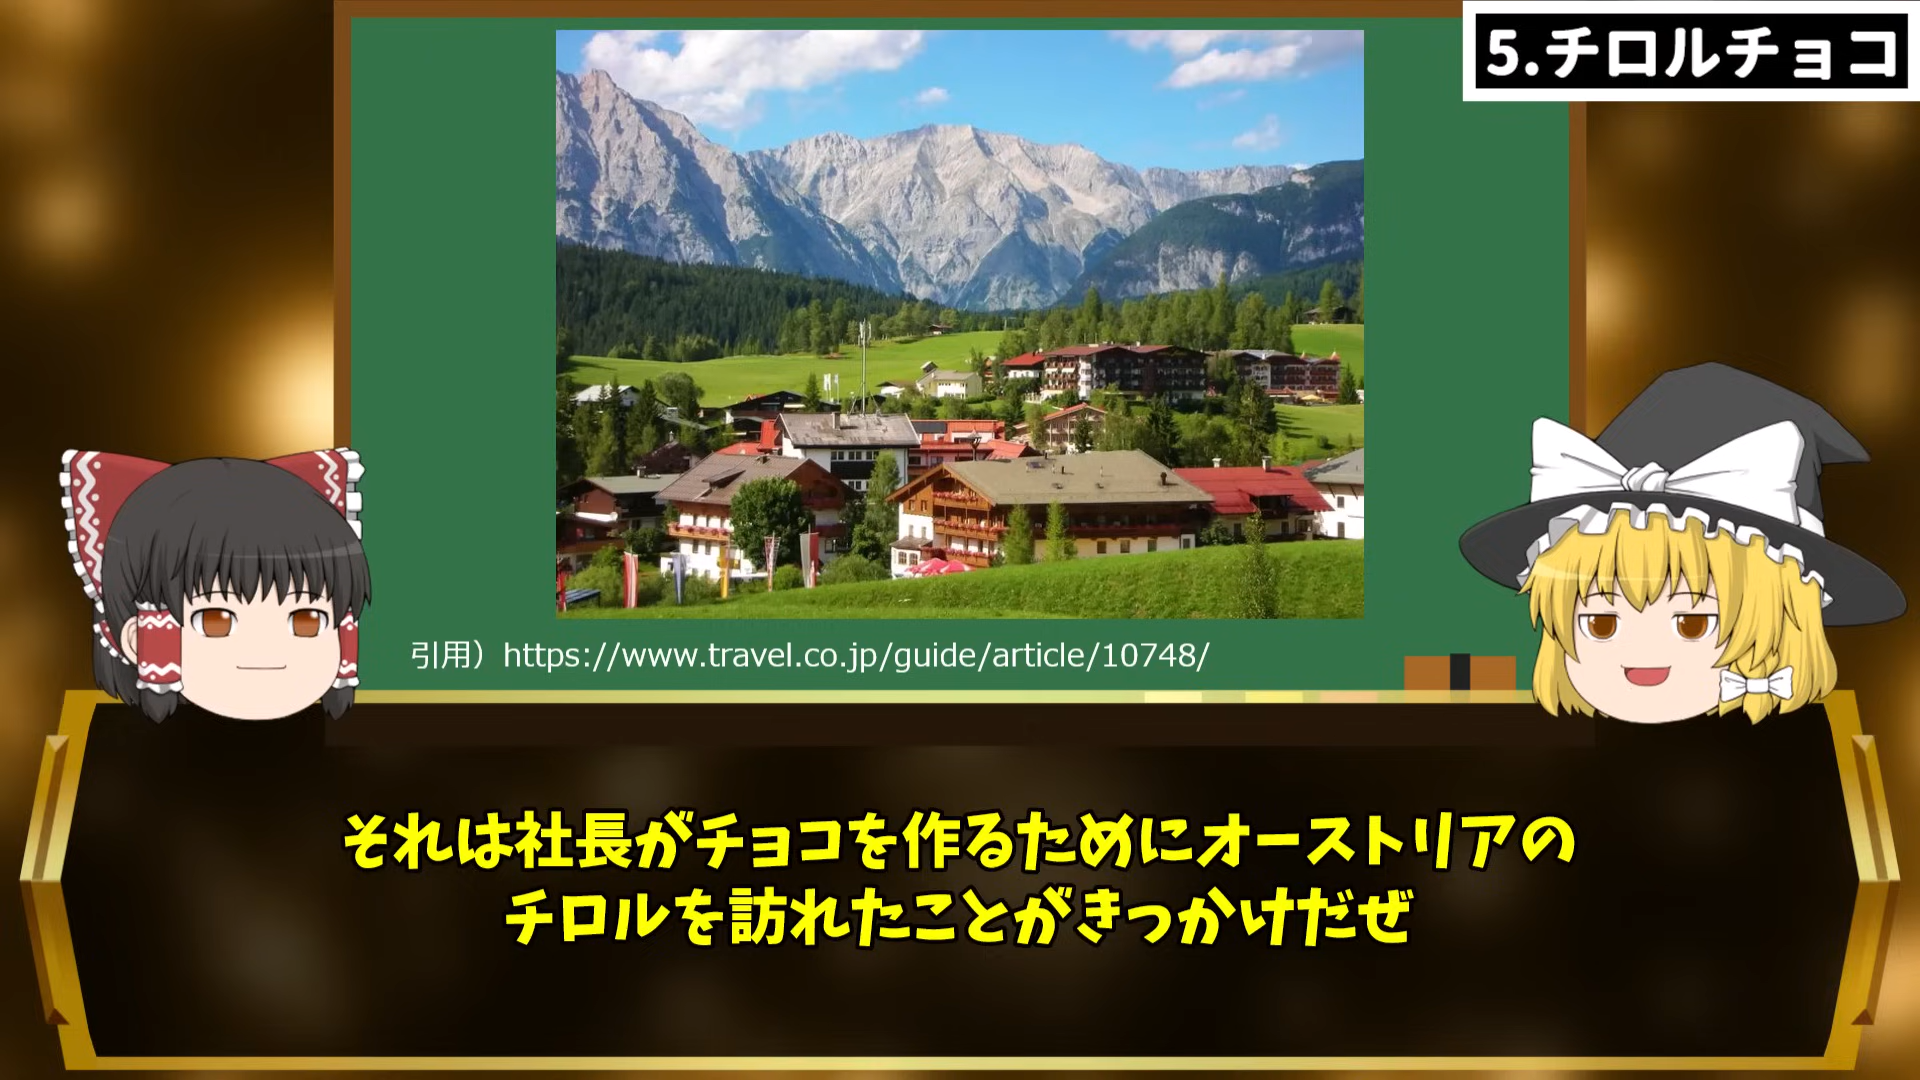 5.チロルチョコ
引用）https://www.travel.co.jp/guide/article/10748/
それは社長がチョコを作るためにオーストリアの
チロルを訪れたことがきっかけだぜ